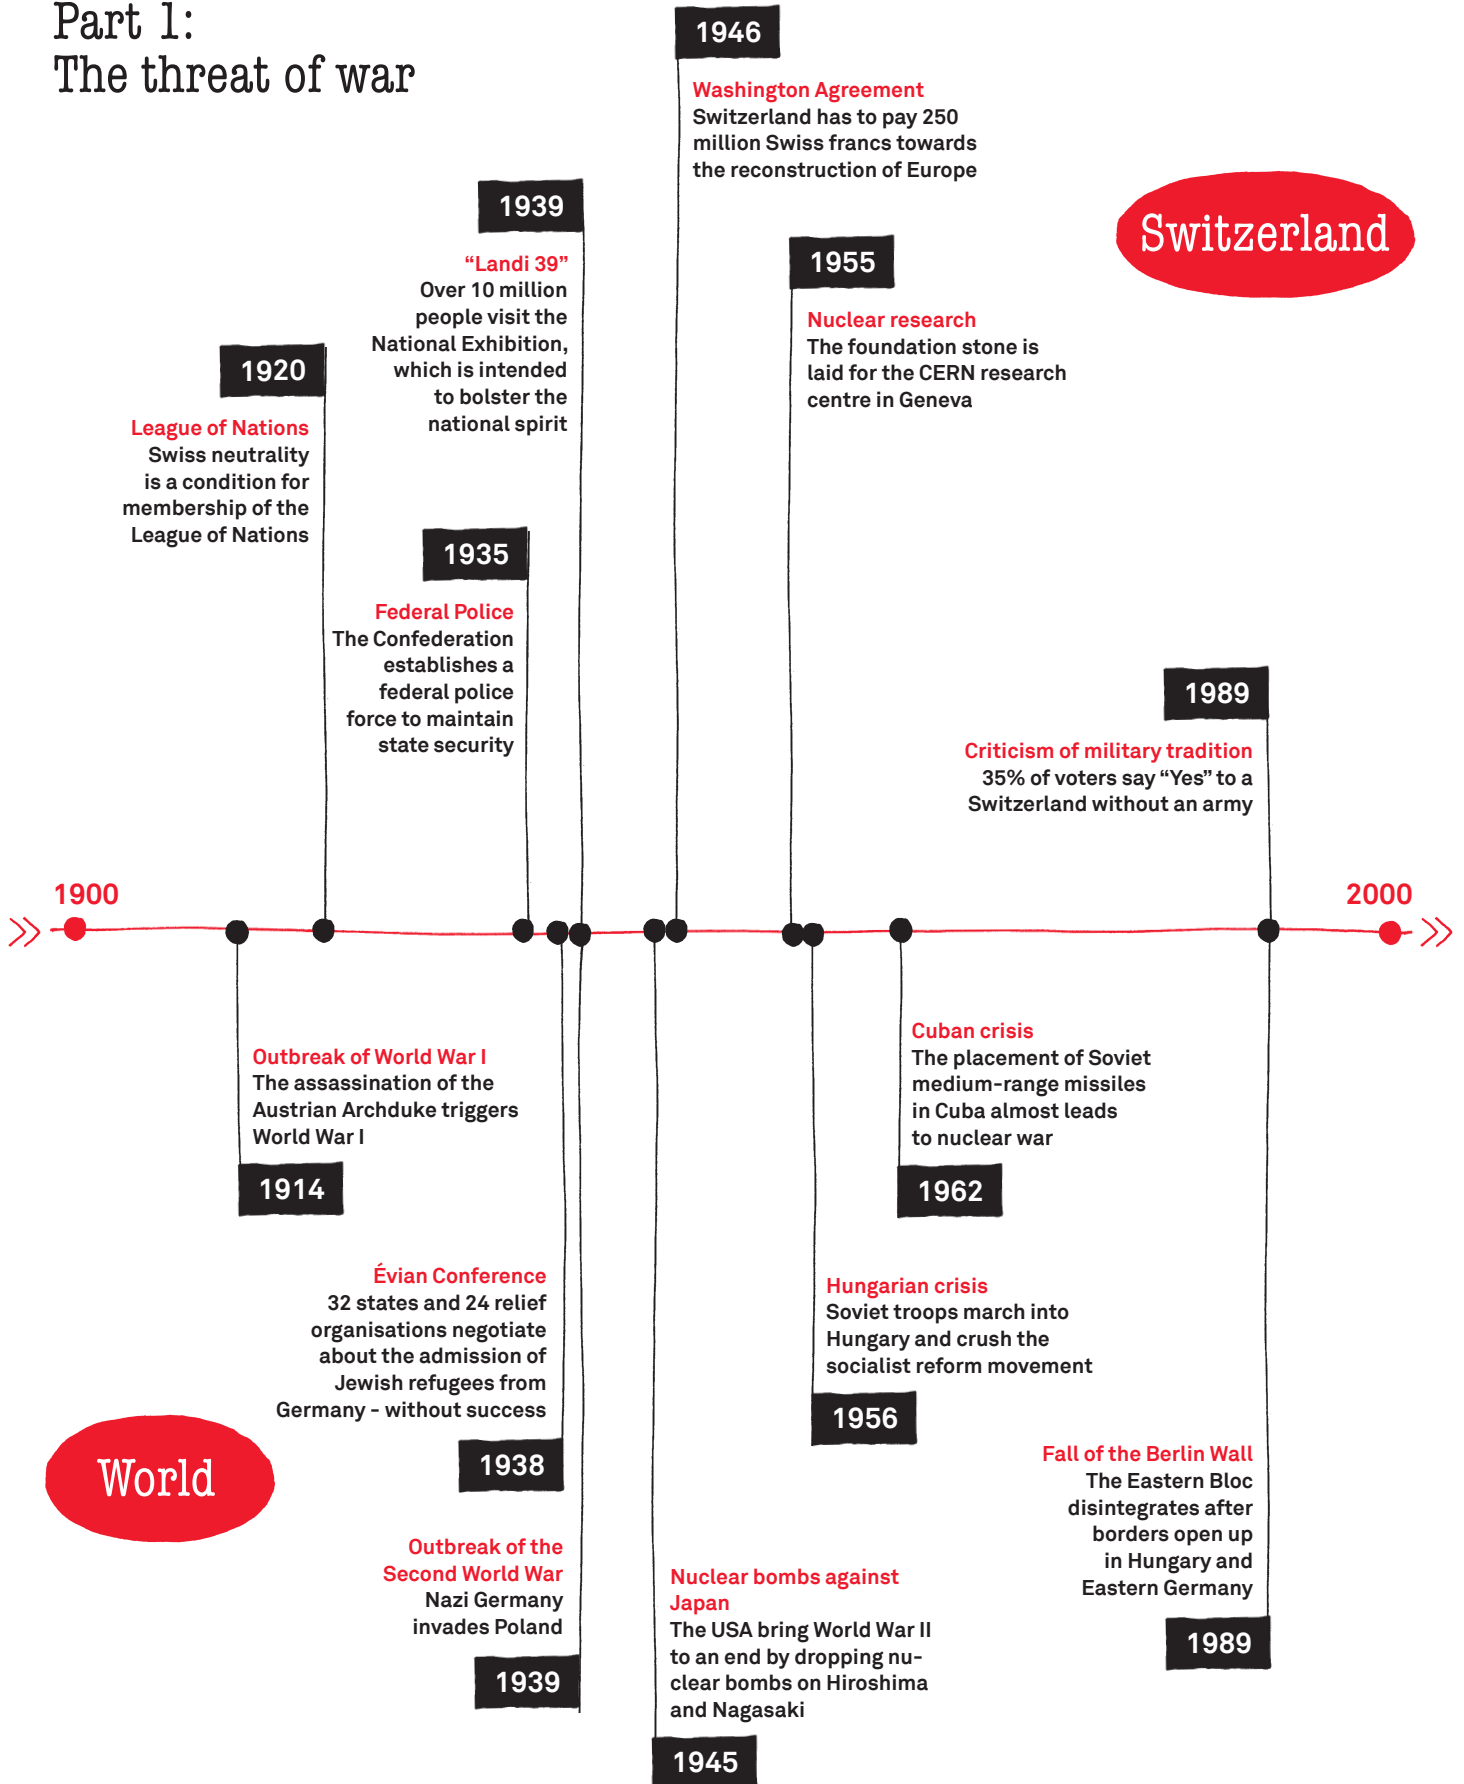 Part 1:
The threat of war
1946
Washington Agreement
Switzerland has to pay 250
million Swiss francs towards
the reconstruction of Europe
Switzerland
1939
“Landi 39”
Over 10 million
people visit the
National Exhibition,
which is intended
to bolster the
national spirit
1955
Nuclear research
The foundation stone is
laid for the CERN research
centre in Geneva
1920
League of Nations
Swiss neutrality
is a condition for
membership of the
League of Nations
1935
Federal Police
The Confederation
establishes a
federal police
force to maintain
state security
1989
Criticism of military tradition
35% of voters say “Yes” to a
Switzerland without an army
1900
2000
Outbreak of World War I
The assassination of the
Austrian Archduke triggers
World War I
1914
Cuban crisis
The placement of Soviet
medium-range missiles
in Cuba almost leads
to nuclear war
1962
Évian Conference
32 states and 24 relief
organisations negotiate
about the admission of
Jewish refugees from
Germany - without success
1938
Hungarian crisis
Soviet troops march into
Hungary and crush the
socialist reform movement
1956
World
Fall of the Berlin Wall
The Eastern Bloc
disintegrates after
borders open up
in Hungary and
Eastern Germany
1989
Outbreak of the
Second World War
Nazi Germany
invades Poland
1939
Nuclear bombs against
Japan
The USA bring World War II
to an end by dropping nu-
clear bombs on Hiroshima
and Nagasaki
1945